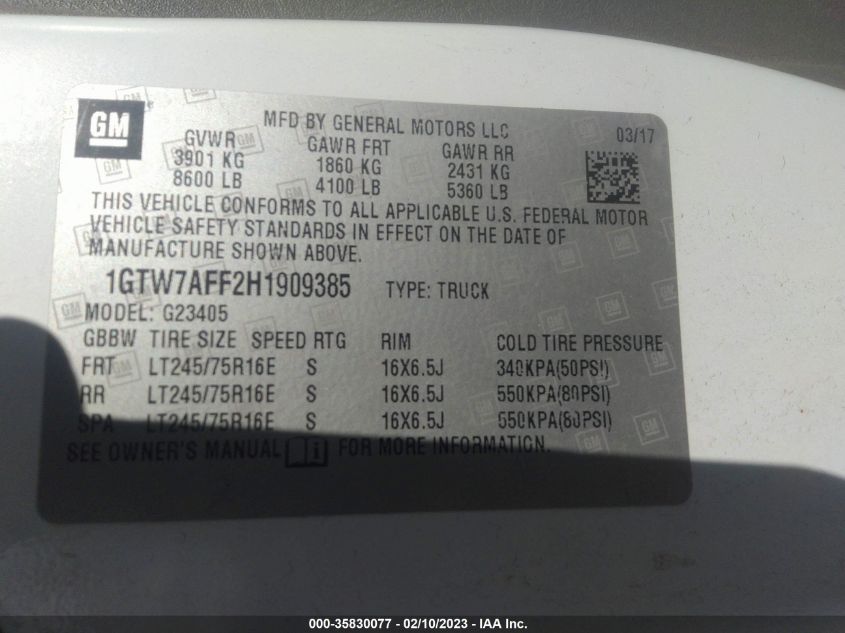 GM
MFD BY GENERAL MOTORS LLC
03/17
GVWR GAWR FRT GAWR RR
3901 KG 1860 KG 2431 KG
8600 LB 4100 LB 5360 LB
THIS VEHICLE CONFORMS TO ALL APPLICABLE U.S. FEDERAL MOTOR
VEHICLE SAFETY STANDARDS IN EFFECT ON THE DATE OF
MANUFACTURE SHOWN ABOVE.
1GTW7AFF2H1909385 TYPE: TRUCK
MODEL: G23405
GBBW TIRE SIZE SPEED RTG RIM COLD TIRE PRESSURE
FRT LT245/75R16E S 16X6.5J 340KPA(50PSI)
RR LT245/75R16E S 16X6.5J 550KPA(80PSI)
SPA LT245/75R16E S 16X6.5J 550KPA(80PSI)
SEE OWNER'S MANUAL i FOR MORE INFORMATION.
000-35830077 - 02/10/2023 - IAA Inc.